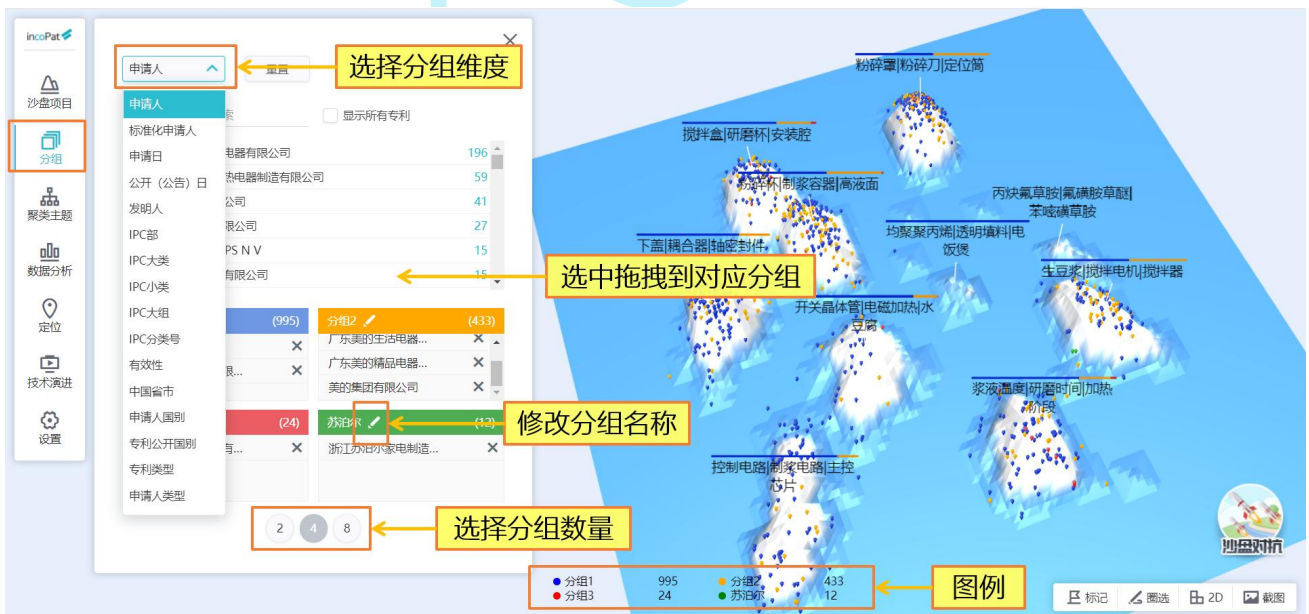 incoPat
沙盘项目
分组
聚类主题
数据分析
定位
技术演进
设置
申请人
重置
选择分组维度
申请人
标准化申请人
申请日
公开（公告）日
发明人
IPC部
IPC大类
IPC小类
IPC大组
IPC分类号
有效性
中国省市
申请人国别
专利公开国别
专利类型
申请人类型
索
显示所有专利
电器有限公司 196
热电器制造有限公司 59
公司 41
限公司 27
PS N V 15
有限公司 15
选中拖拽到对应分组
(995)
限...
分组2 (433)
广东美的生活电器...
广东美的精品电器...
美的集团有限公司
(24)
有...
苏泊尔 (12)
浙江苏泊尔家电制造...
修改分组名称
2 4 8
选择分组数量
粉碎罩|粉碎刀|定位筒
搅拌盒|研磨杯|安装腔
粉碎杯|制浆容器|高液面
丙炔氟草胺|氟磺胺草醚|
苯嘧磺草胺
均聚聚丙烯|透明填料|电
饭煲
下盖|耦合器|轴密封件
生豆浆|搅拌电机|搅拌器
开关晶体管|电磁加热|水
豆腐
浆液温度|研磨时间|加热
阶段
控制电路|制浆电路|主控
芯片
分组1 995 分组2 433
分组3 24 苏泊尔 12
图例
沙盘对抗
标记 圈选 2D 截图